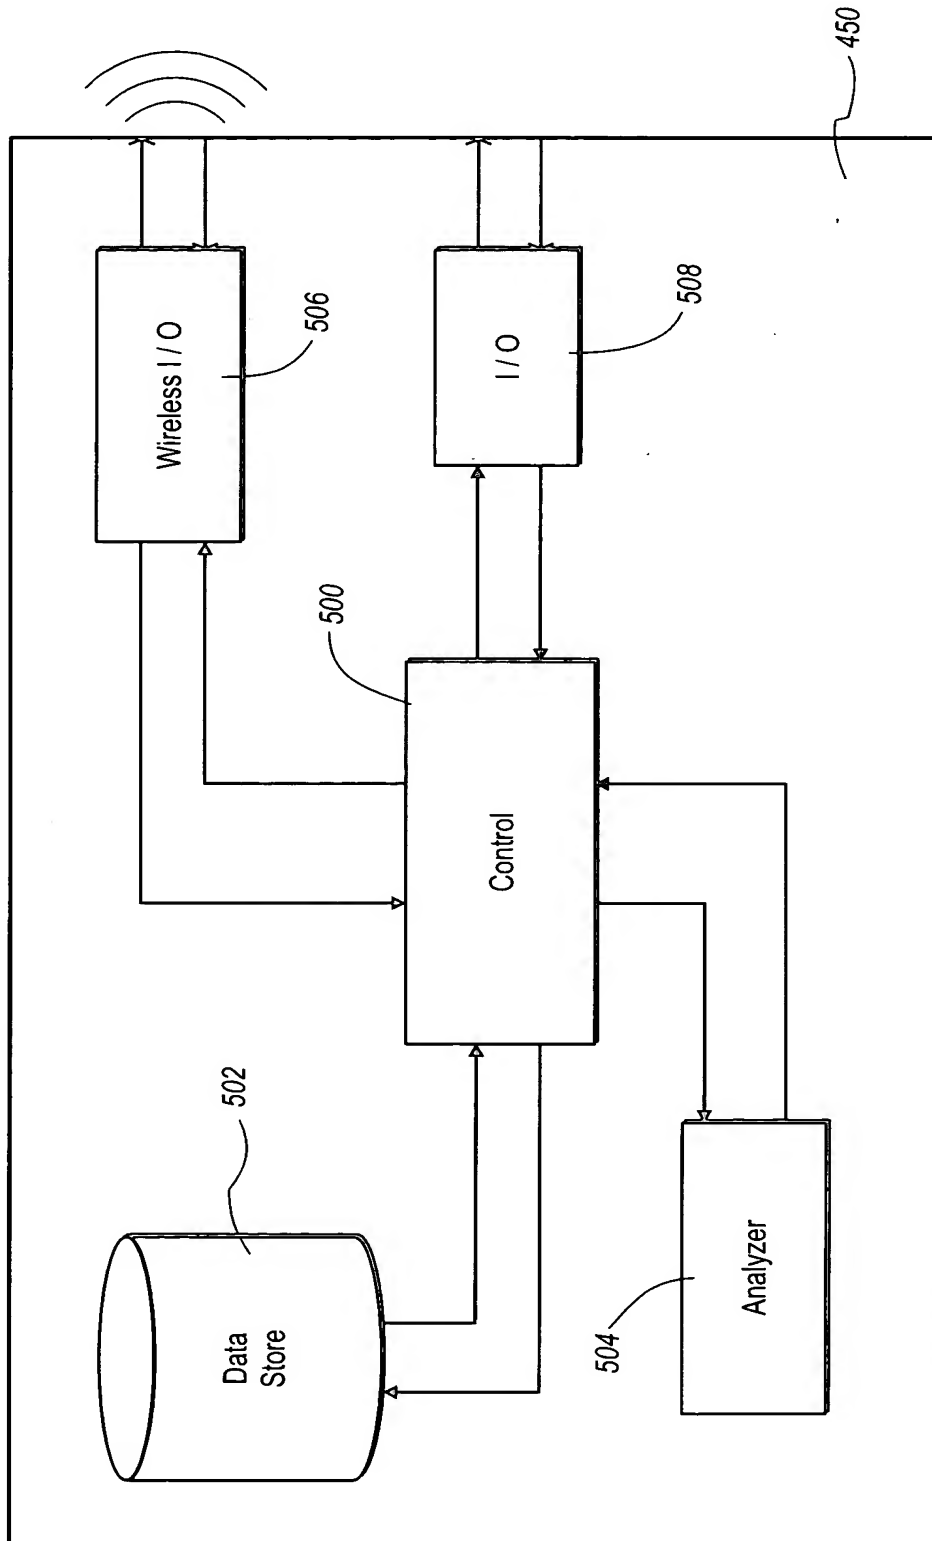 450
Wireless I / O
506
I / O
508
500
Control
502
Data
Store
504
Analyzer